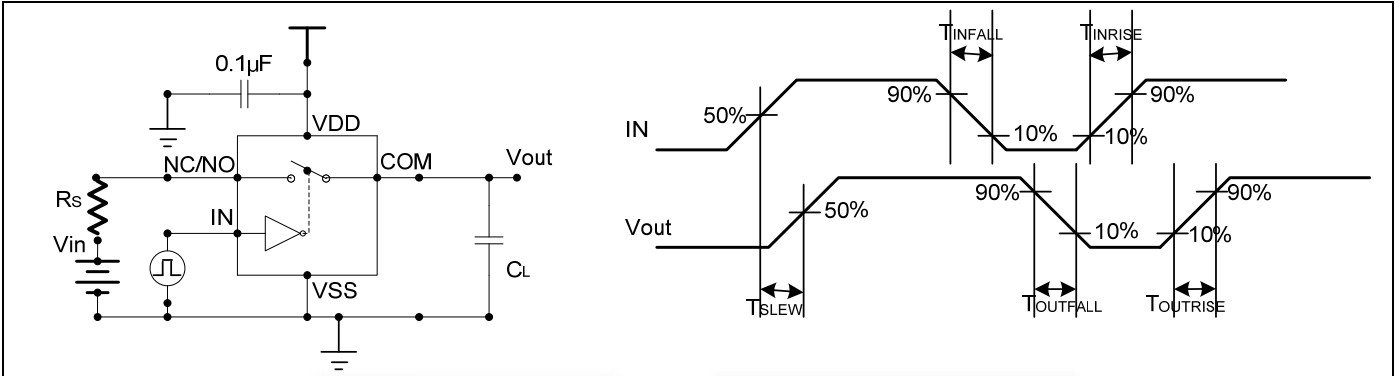 0.1µF
VDD
NC/NO
COM
Vout
RS
IN
Vin
CL
VSS
TINFALL
TINRISE
90%
90%
50%
IN
10%
10%
90%
90%
50%
Vout
10%
10%
TSLEW
TOUTFALL
TOUTRISE